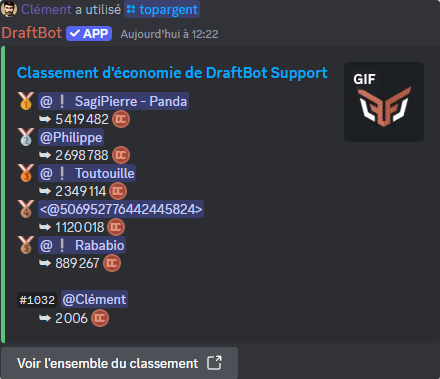 Clément a utilisé topargent
DraftBot ✓ APP Aujourd'hui à 12:22
Classement d'économie de DraftBot Support
GIF
@❕ SagiPierre - Panda
➥ 5 419 482
@Philippe
➥ 2 698 788
@❕ Toutouille
➥ 2 349 114
<@506952776442445824>
➥ 1 120 018
@❕ Rababio
➥ 889 267
#1032 @Clément
➥ 2 006
Voir l'ensemble du classement